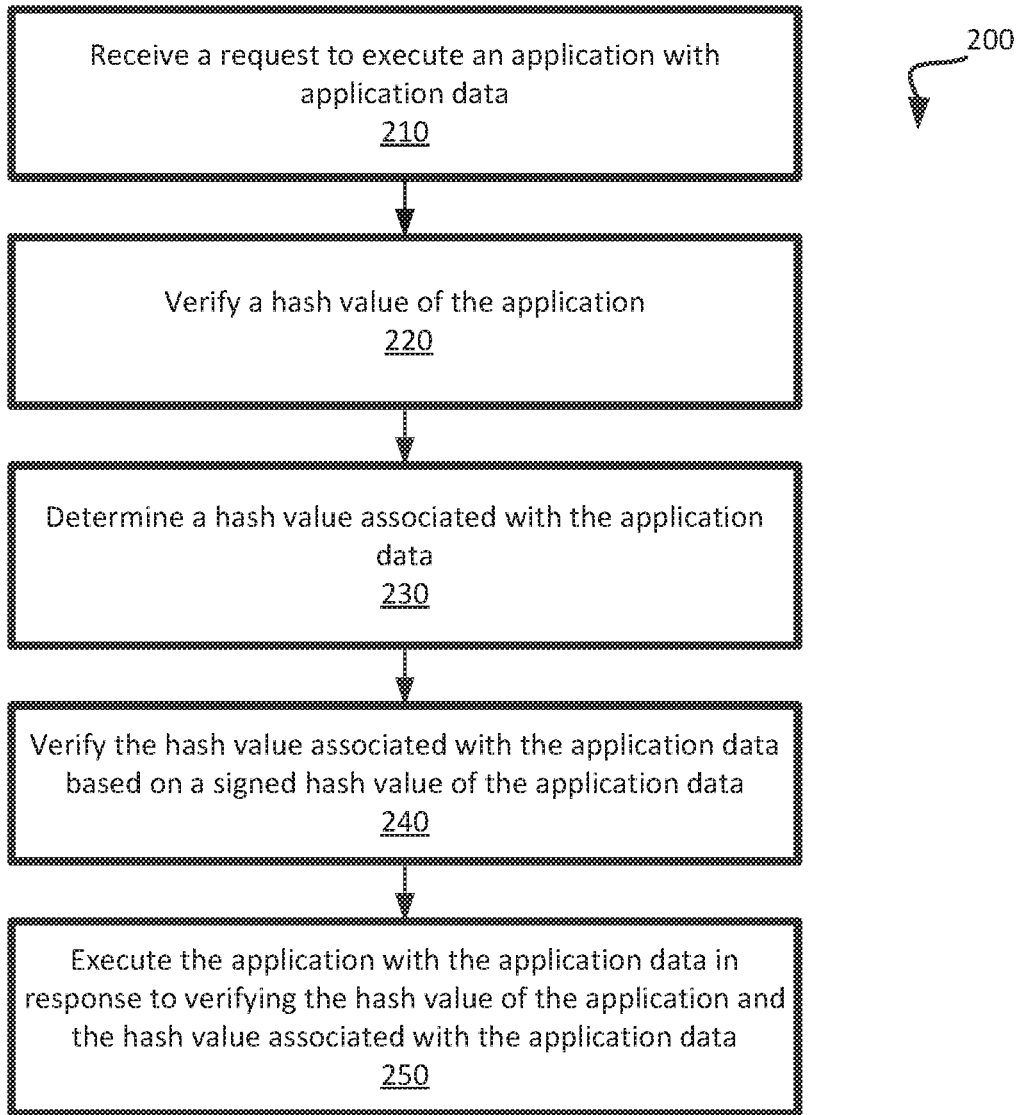 200
Receive a request to execute an application with
application data
210
Verify a hash value of the application
220
Determine a hash value associated with the application
data
230
Verify the hash value associated with the application data
based on a signed hash value of the application data
240
Execute the application with the application data in
response to verifying the hash value of the application and
the hash value associated with the application data
250